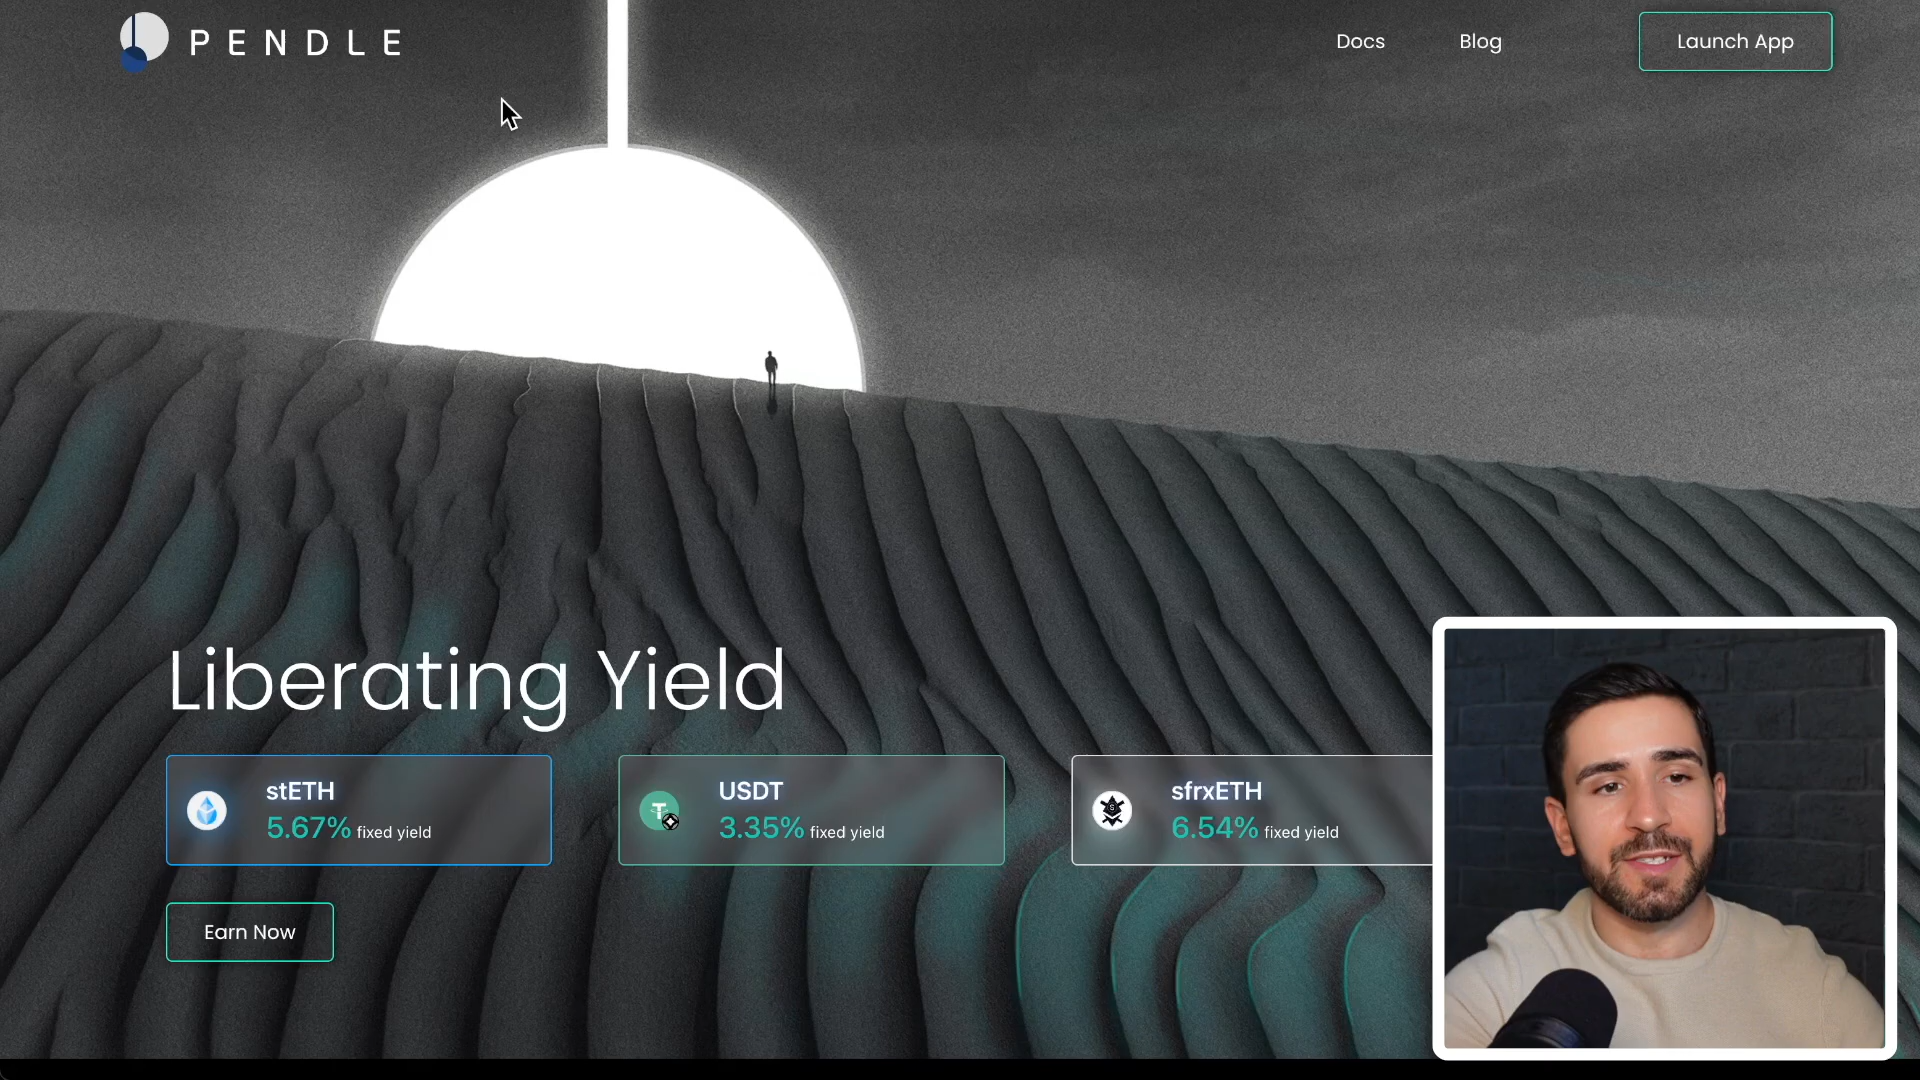 PENDLE
Docs
Blog
Launch App
Liberating Yield
stETH
5.67% fixed yield
USDT
3.35% fixed yield
sfrxETH
6.54% fixed yield
Earn Now